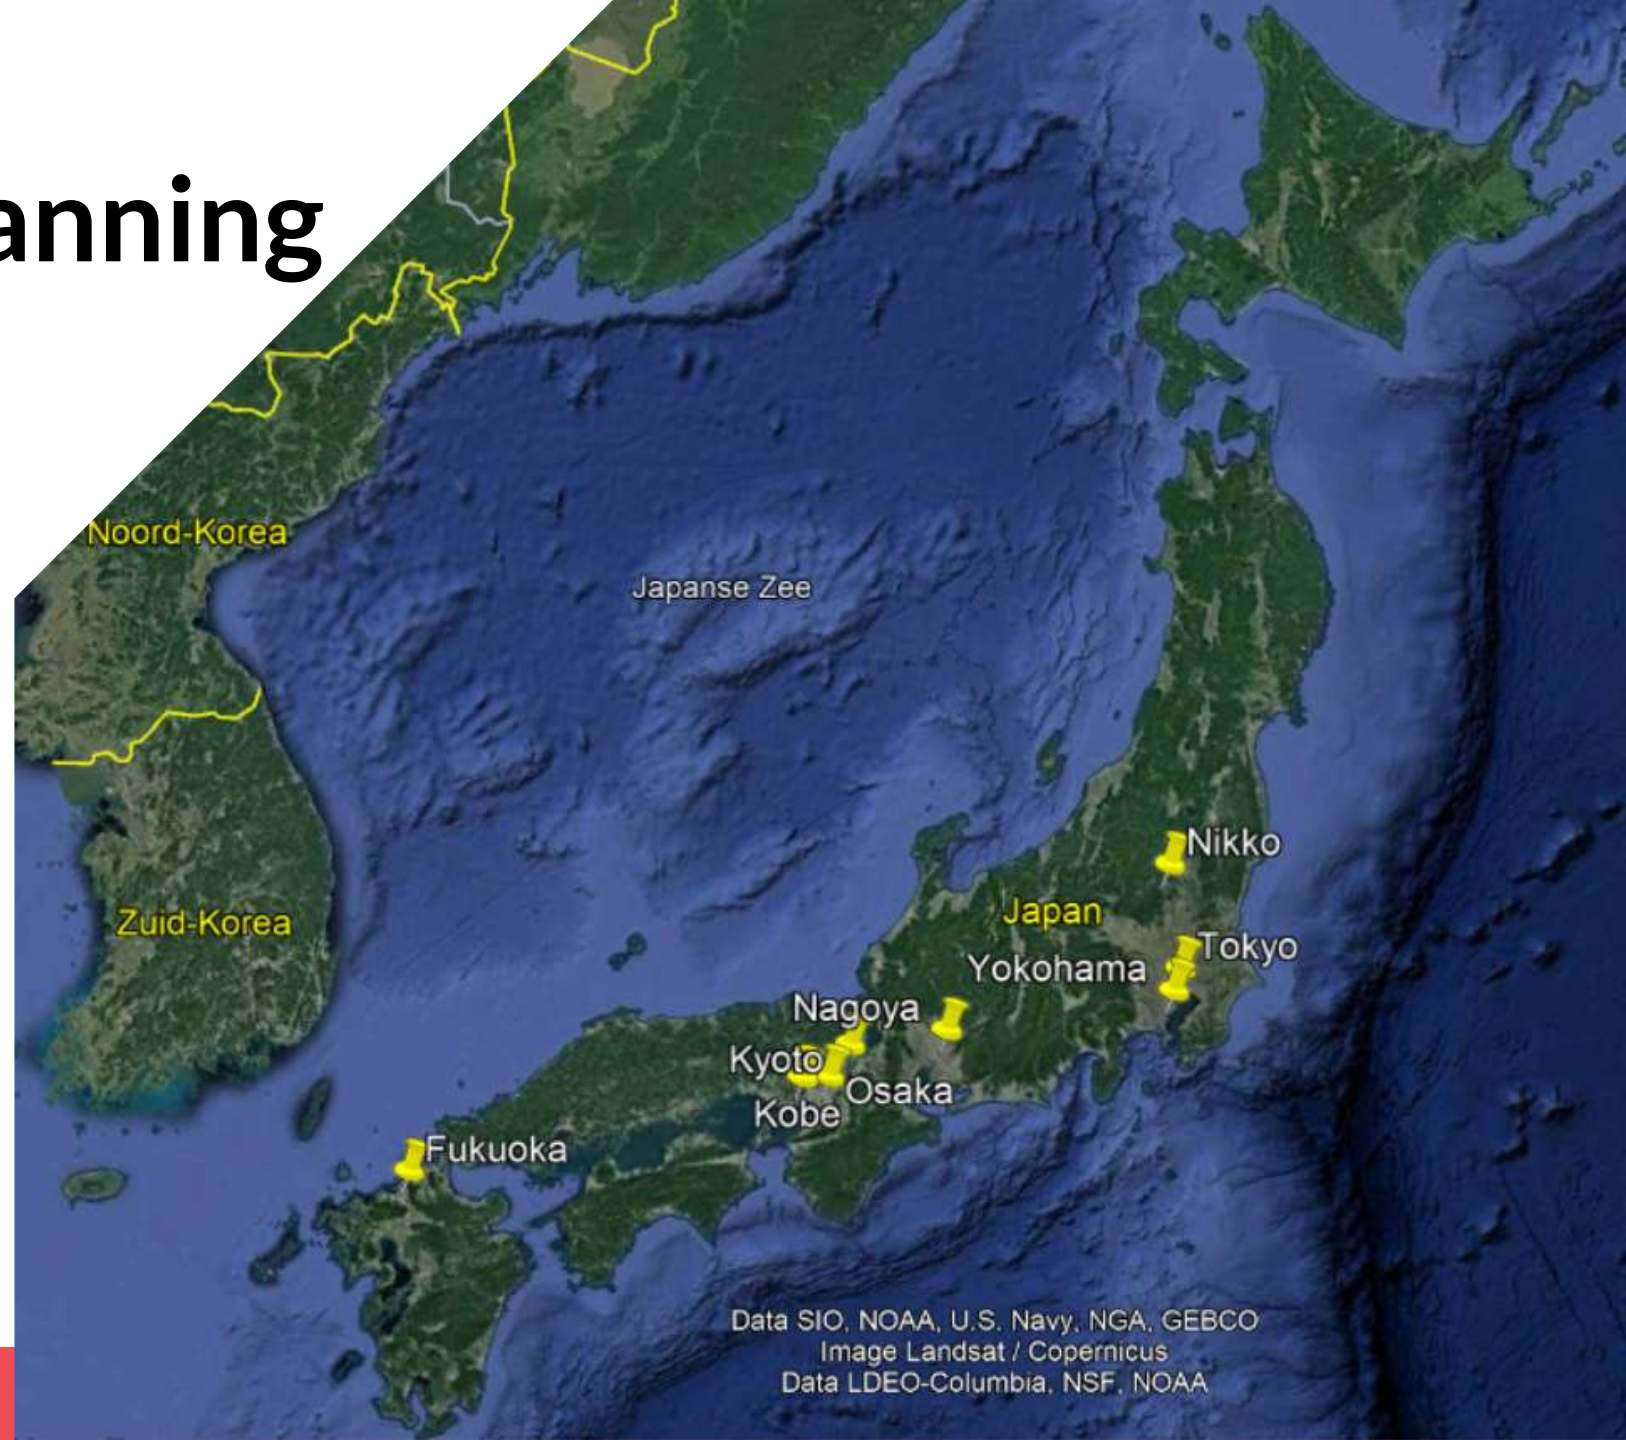 anning
Noord-Korea
Japanse Zee
Nikko
Zuid-Korea
Japan
Tokyo
Yokohama
Nagoya
Kyoto
Osaka
Kobe
Fukuoka
Data SIO, NOAA, U.S. Navy, NGA, GEBCO
Image Landsat / Copernicus
Data LDEO-Columbia, NSF, NOAA